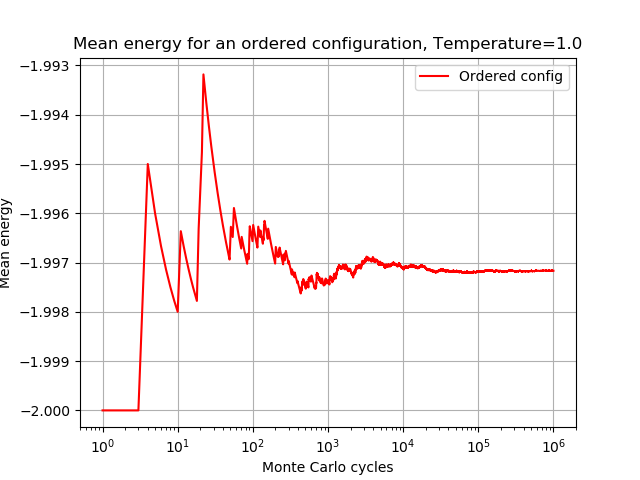 Mean energy for an ordered configuration, Temperature=1.0
Ordered config
−1.993
−1.994
−1.995
−1.996
−1.997
−1.998
−1.999
−2.000
Mean energy
10⁰ 10¹ 10² 10³ 10⁴ 10⁵ 10⁶
Monte Carlo cycles